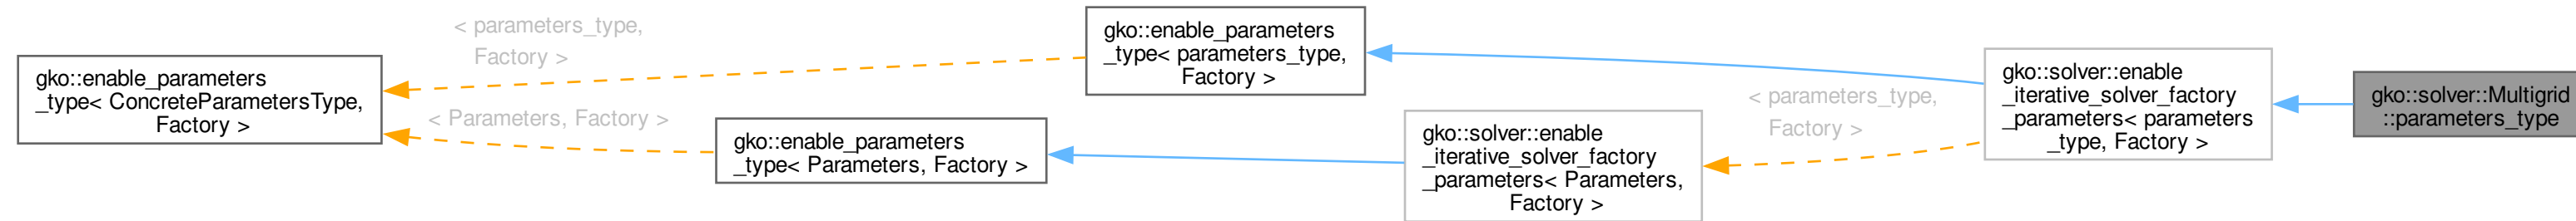 gko::enable_parameters
_type< ConcreteParametersType,
Factory >
< parameters_type,
Factory >
< Parameters, Factory >
gko::enable_parameters
_type< Parameters, Factory >
gko::enable_parameters
_type< parameters_type,
Factory >
gko::solver::enable
_iterative_solver_factory
_parameters< Parameters,
Factory >
< parameters_type,
Factory >
gko::solver::enable
_iterative_solver_factory
_parameters< parameters
_type, Factory >
gko::solver::Multigrid
::parameters_type